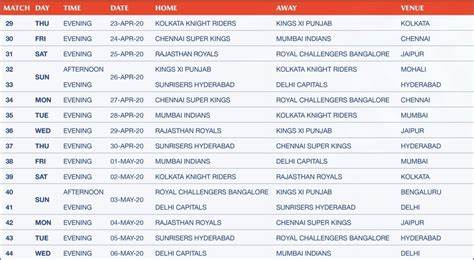 MATCH DAY TIME DATE HOME AWAY VENUE
29 THU EVENING 23-APR-20 KOLKATA KNIGHT RIDERS KINGS XI PUNJAB KOLKATA
30 FRI EVENING 24-APR-20 CHENNAI SUPER KINGS MUMBAI INDIANS CHENNAI
31 SAT EVENING 25-APR-20 RAJASTHAN ROYALS ROYAL CHALLENGERS BANGALORE JAIPUR
32 AFTERNOON KINGS XI PUNJAB KOLKATA KNIGHT RIDERS MOHALI
SUN 26-APR-20
33 EVENING SUNRISERS HYDERABAD DELHI CAPITALS HYDERABAD
34 MON EVENING 27-APR-20 CHENNAI SUPER KINGS ROYAL CHALLENGERS BANGALORE CHENNAI
35 TUE EVENING 28-APR-20 MUMBAI INDIANS KINGS XI PUNJAB MUMBAI
36 WED EVENING 29-APR-20 RAJASTHAN ROYALS KOLKATA KNIGHT RIDERS JAIPUR
37 THU EVENING 30-APR-20 SUNRISERS HYDERABAD CHENNAI SUPER KINGS HYDERABAD
38 FRI EVENING 01-MAY-20 MUMBAI INDIANS DELHI CAPITALS MUMBAI
39 SAT EVENING 02-MAY-20 KOLKATA KNIGHT RIDERS RAJASTHAN ROYALS KOLKATA
40 AFTERNOON ROYAL CHALLENGERS BANGALORE KINGS XI PUNJAB BENGALURU
SUN 03-MAY-20
41 EVENING DELHI CAPITALS SUNRISERS HYDERABAD DELHI
42 MON EVENING 04-MAY-20 RAJASTHAN ROYALS CHENNAI SUPER KINGS JAIPUR
43 TUE EVENING 05-MAY-20 SUNRISERS HYDERABAD ROYAL CHALLENGERS BANGALORE HYDERABAD
44 WED EVENING 06-MAY-20 DELHI CAPITALS MUMBAI INDIANS DELHI